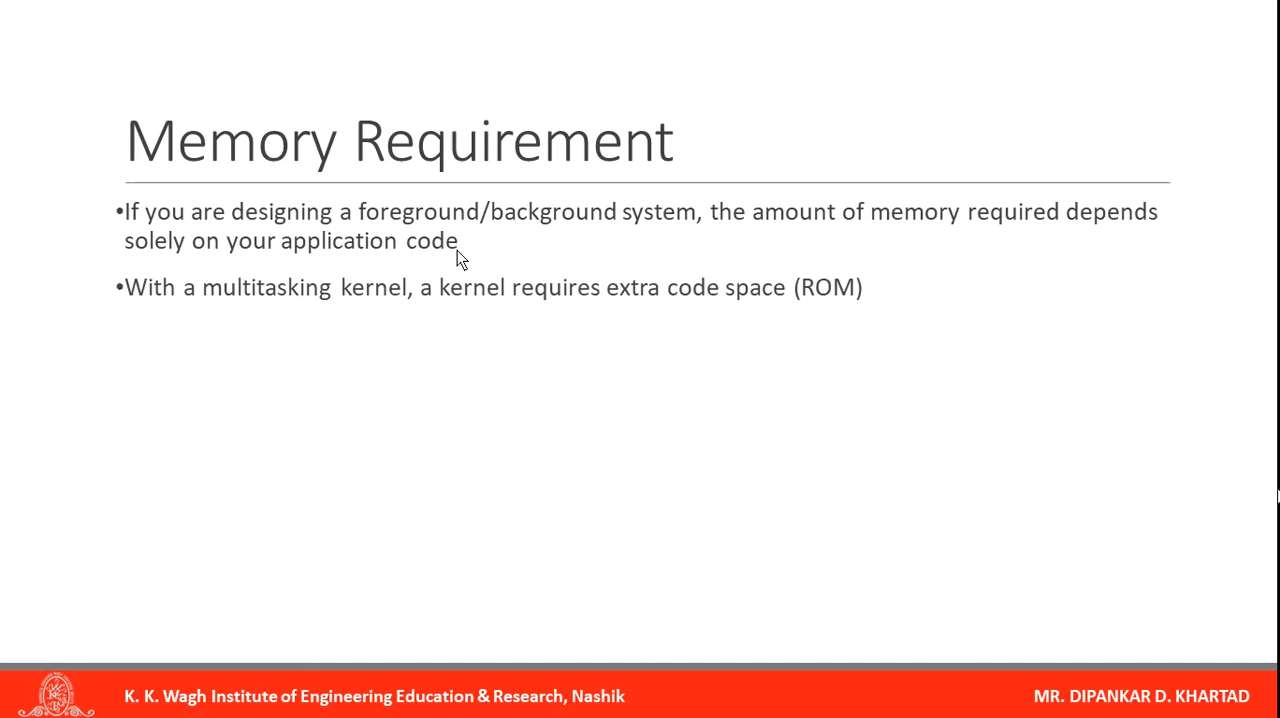 Memory Requirement
•If you are designing a foreground/background system, the amount of memory required depends
solely on your application code
•With a multitasking kernel, a kernel requires extra code space (ROM)
K. K. Wagh Institute of Engineering Education & Research, Nashik
MR. DIPANKAR D. KHARTAD